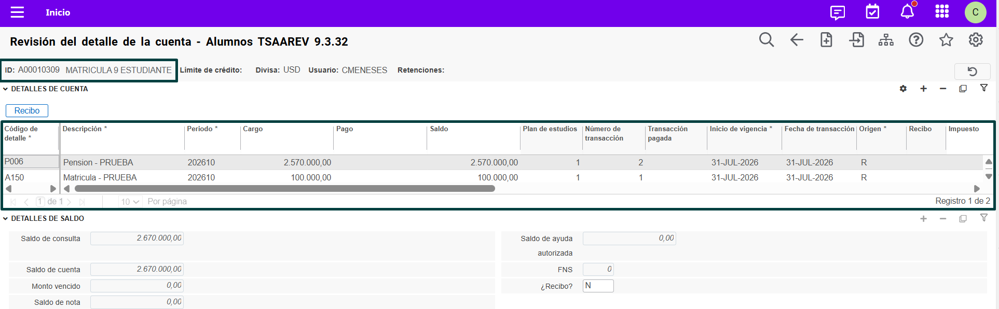 Inicio
C
Revisión del detalle de la cuenta - Alumnos TSAAREV 9.3.32
ID: A00010309 MATRICULA 9 ESTUDIANTE Límite de crédito: Divisa: USD Usuario: CMENESES Retenciones:
DETALLES DE CUENTA
Recibo
Código de detalle * Descripción * Periodo * Cargo Pago Saldo Plan de estudios Número de transacción Transacción pagada Inicio de vigencia * Fecha de transacción Origen * Recibo Impuesto
P006 Pension - PRUEBA 202610 2.570.000,00 2.570.000,00 1 2 31-JUL-2026 31-JUL-2026 R
A150 Matricula - PRUEBA 202610 100.000,00 100.000,00 1 1 31-JUL-2026 31-JUL-2026 R
1 de 1 10 Por página Registro 1 de 2
DETALLES DE SALDO
Saldo de consulta 2.670.000,00 Saldo de ayuda autorizada 0,00
Saldo de cuenta 2.670.000,00 FNS 0
Monto vencido 0,00 ¿Recibo? N
Saldo de nota 0,00